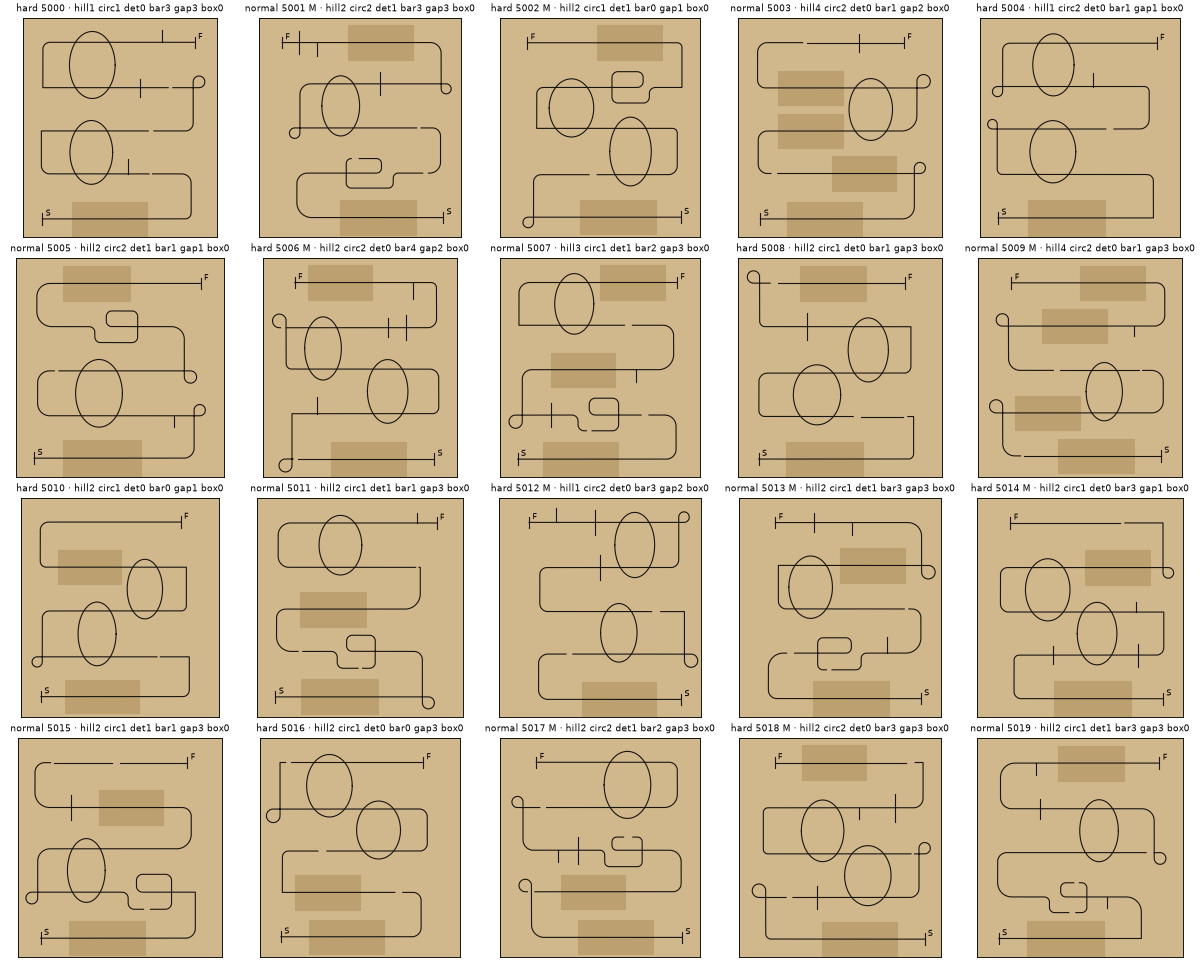 hard 5000 · hill1 circ2 det0 bar3 gap3 box0
normal 5001 M · hill2 circ2 det1 bar3 gap3 box0
hard 5002 M · hill2 circ1 det1 bar0 gap1 box0
normal 5003 · hill4 circ2 det0 bar1 gap2 box0
hard 5004 · hill1 circ2 det0 bar1 gap1 box0
F
F
F
F
F
S
S
S
S
S
normal 5005 · hill2 circ2 det1 bar1 gap1 box0
hard 5006 M · hill2 circ2 det0 bar4 gap2 box0
normal 5007 · hill3 circ1 det1 bar2 gap3 box0
hard 5008 · hill2 circ1 det0 bar1 gap3 box0
normal 5009 M · hill4 circ2 det0 bar1 gap3 box0
F
F
F
F
F
S
S
S
S
S
hard 5010 · hill2 circ1 det0 bar0 gap1 box0
normal 5011 · hill2 circ1 det1 bar1 gap3 box0
hard 5012 M · hill1 circ2 det0 bar3 gap2 box0
normal 5013 M · hill2 circ1 det1 bar3 gap3 box0
hard 5014 M · hill2 circ1 det0 bar3 gap1 box0
F
F
F
F
F
S
S
S
S
S
normal 5015 · hill2 circ1 det1 bar1 gap3 box0
hard 5016 · hill2 circ1 det0 bar0 gap3 box0
normal 5017 M · hill2 circ2 det1 bar2 gap3 box0
hard 5018 M · hill2 circ2 det0 bar3 gap3 box0
normal 5019 · hill2 circ1 det1 bar3 gap3 box0
F
F
F
F
F
S
S
S
S
S